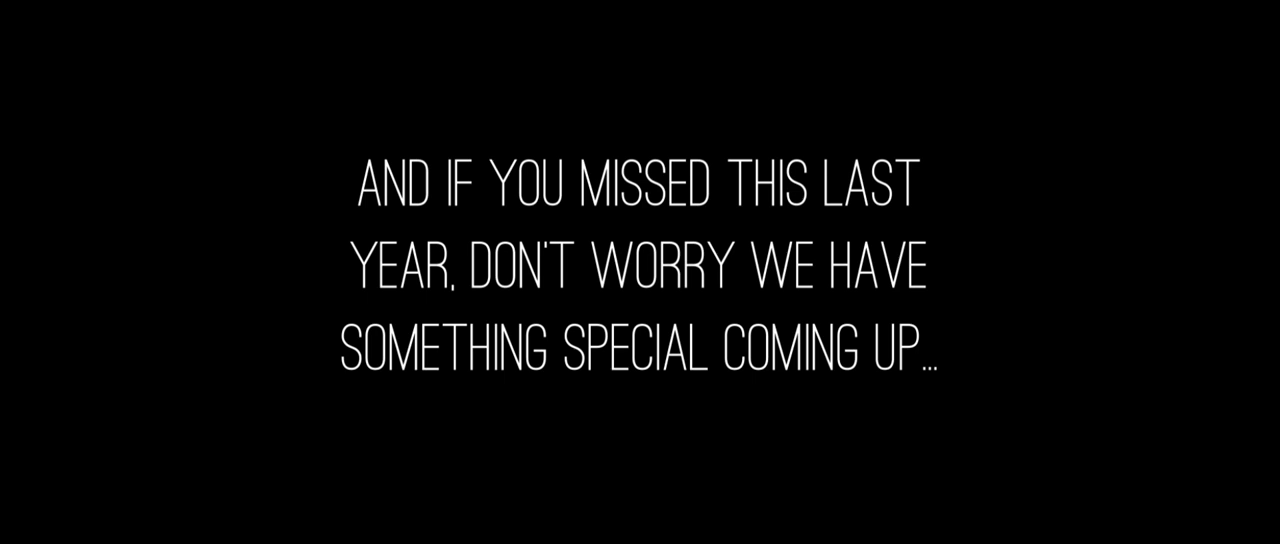 AND IF YOU MISSED THIS LAST
YEAR, DON'T WORRY WE HAVE
SOMETHING SPECIAL COMING UP...